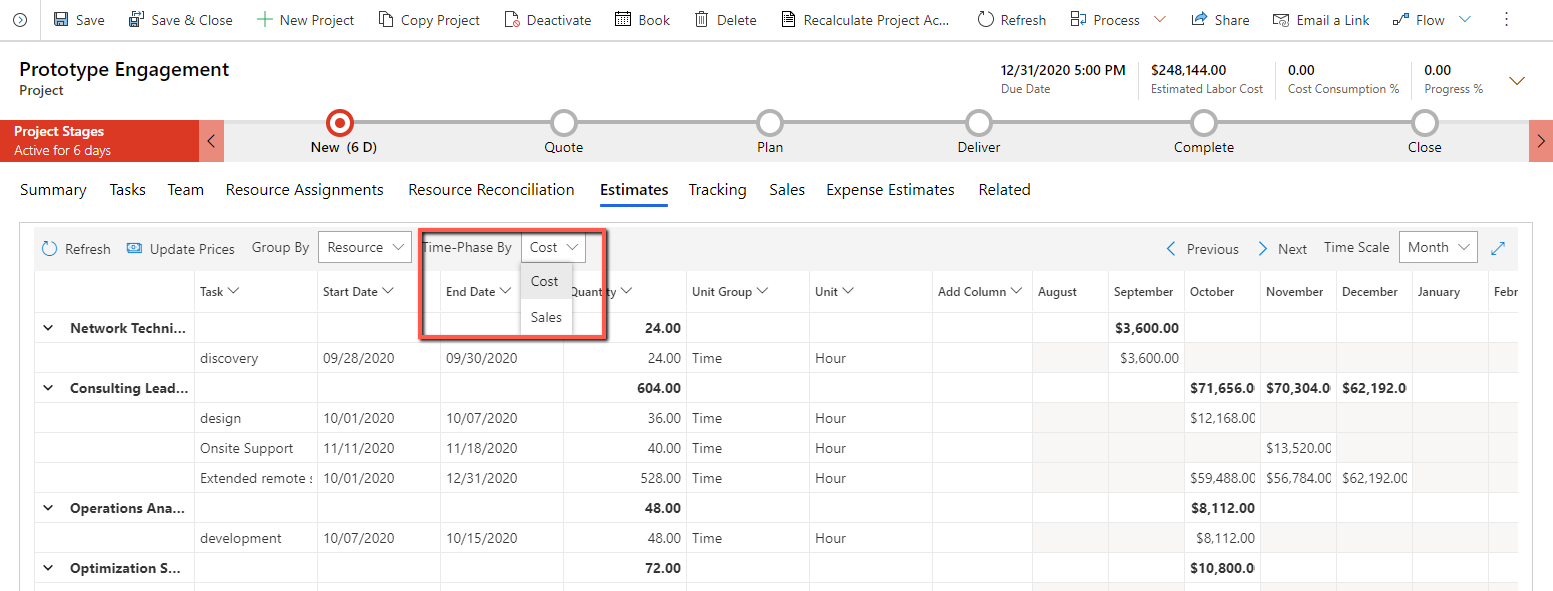 Save Save & Close New Project Copy Project Deactivate Book Delete Recalculate Project Ac... Refresh Process Share Email a Link Flow
Prototype Engagement
Project
12/31/2020 5:00 PM $248,144.00 0.00 0.00
Due Date Estimated Labor Cost Cost Consumption % Progress %
Project Stages
Active for 6 days
New (6 D) Quote Plan Deliver Complete Close
Summary Tasks Team Resource Assignments Resource Reconciliation Estimates Tracking Sales Expense Estimates Related
Refresh Update Prices Group By Resource Time-Phase By Cost Previous Next Time Scale Month
Cost
Sales
Task Start Date End Date Quantity Unit Group Unit Add Column August September October November December January Febr
Network Techni... 24.00 $3,600.00
discovery 09/28/2020 09/30/2020 24.00 Time Hour $3,600.00
Consulting Lead... 604.00 $71,656.0 $70,304.0 $62,192.0
design 10/01/2020 10/07/2020 36.00 Time Hour $12,168.00
Onsite Support 11/11/2020 11/18/2020 40.00 Time Hour $13,520.00
Extended remote s 10/01/2020 12/31/2020 528.00 Time Hour $59,488.00 $56,784.00 $62,192.00
Operations Ana... 48.00 $8,112.00
development 10/07/2020 10/15/2020 48.00 Time Hour $8,112.00
Optimization S... 72.00 $10,800.0